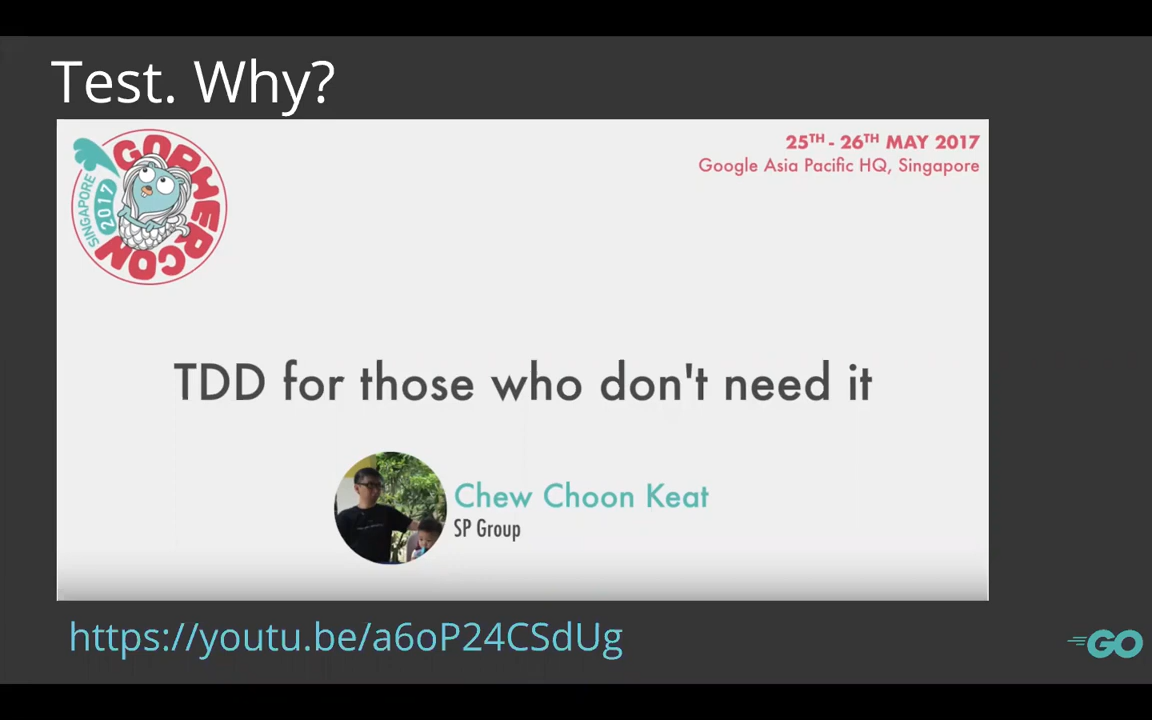 Test. Why?
GOPHERCON
SINGAPORE 2017
25TH - 26TH MAY 2017
Google Asia Pacific HQ, Singapore
TDD for those who don't need it
Chew Choon Keat
SP Group
https://youtu.be/a6oP24CSdUg
GO